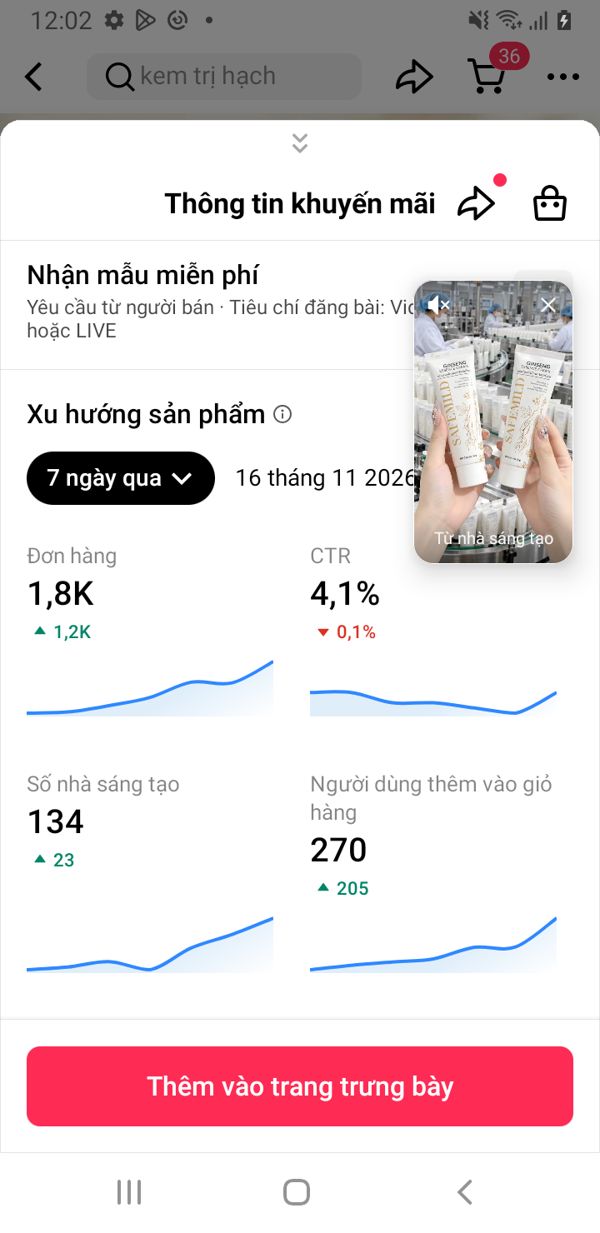 12:02
kem trị hạch
36
Thông tin khuyến mãi
Nhận mẫu miễn phí
Yêu cầu từ người bán · Tiêu chí đăng bài: Vid
hoặc LIVE
Xu hướng sản phẩm
7 ngày qua
16 tháng 11 2026
GINSENG
SAFEMILD
GINSENG
SAFEMILD
Từ nhà sáng tạo
Đơn hàng
1,8K
1,2K
CTR
4,1%
0,1%
Số nhà sáng tạo
134
23
Người dùng thêm vào giỏ
hàng
270
205
Thêm vào trang trưng bày